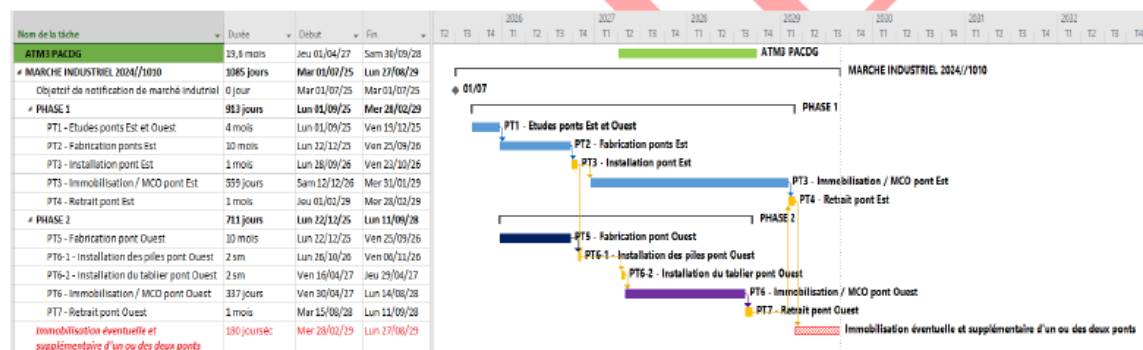 2026 2027 2028 2029 2030 2031 2032
Nom de la tâche Durée Début Fin T2 T3 T4 T1 T2 T3 T4 T1 T2 T3 T4 T1 T2 T3 T4 T1 T2 T3 T4 T1 T2 T3 T4 T1 T2 T3 T4 T1 T2 T3 T4
ATM3 PACDG 19,6 mois Jeu 01/04/27 Sam 30/09/28 ATM3 PACDG
MARCHE INDUSTRIEL 2024//1010 1085 jours Mar 01/07/25 Lun 27/08/29 MARCHE INDUSTRIEL 2024//1010
Objetcif de notification de marché indutriel 0 jour Mar 01/07/25 Mar 01/07/25 01/07
PHASE 1 913 jours Lun 01/09/25 Mer 28/02/29 PHASE 1
PT1 - Etudes ponts Est et Ouest 4 mois Lun 01/09/25 Ven 19/12/25 PT1 - Etudes ponts Est et Ouest
PT2 - Fabrication ponts Est 10 mois Lun 22/12/25 Ven 25/09/26 PT2 - Fabrication ponts Est
PT3 - Installation pont Est 1 mois Lun 28/09/26 Ven 23/10/26 PT3 - Installation pont Est
PT3 - Immobilisation / MCO pont Est 559 jours Sam 12/12/26 Mer 31/01/29 PT3 - Immobilisation / MCO pont Est
PT4 - Retrait pont Est 1 mois Jeu 01/02/29 Mer 28/02/29 PT4 - Retrait pont Est
PHASE 2 711 jours Lun 22/12/25 Lun 11/09/28 PHASE 2
PT5 - Fabrication pont Ouest 10 mois Lun 22/12/25 Ven 25/09/26 PT5 - Fabrication pont Ouest
PT6-1 - Installation des piles pont Ouest 2 sm Lun 26/10/26 Ven 06/11/26 PT6-1 - Installation des piles pont Ouest
PT6-2 - Installation du tablier pont Ouest 2 sm Ven 16/04/27 Jeu 29/04/27 PT6-2 - Installation du tablier pont Ouest
PT6 - Immobilisation / MCO pont Ouest 337 jours Ven 30/04/27 Lun 14/08/28 PT6 - Immobilisation / MCO pont Ouest
PT7 - Retrait pont Ouest 1 mois Mar 15/08/28 Lun 11/09/28 PT7 - Retrait pont Ouest
Immobilisation éventuelle et 180 jourséc Mer 28/02/29 Lun 27/08/29 Immobilisation éventuelle et supplémentaire d'un ou des deux ponts
supplémentaire d'un ou des deux ponts